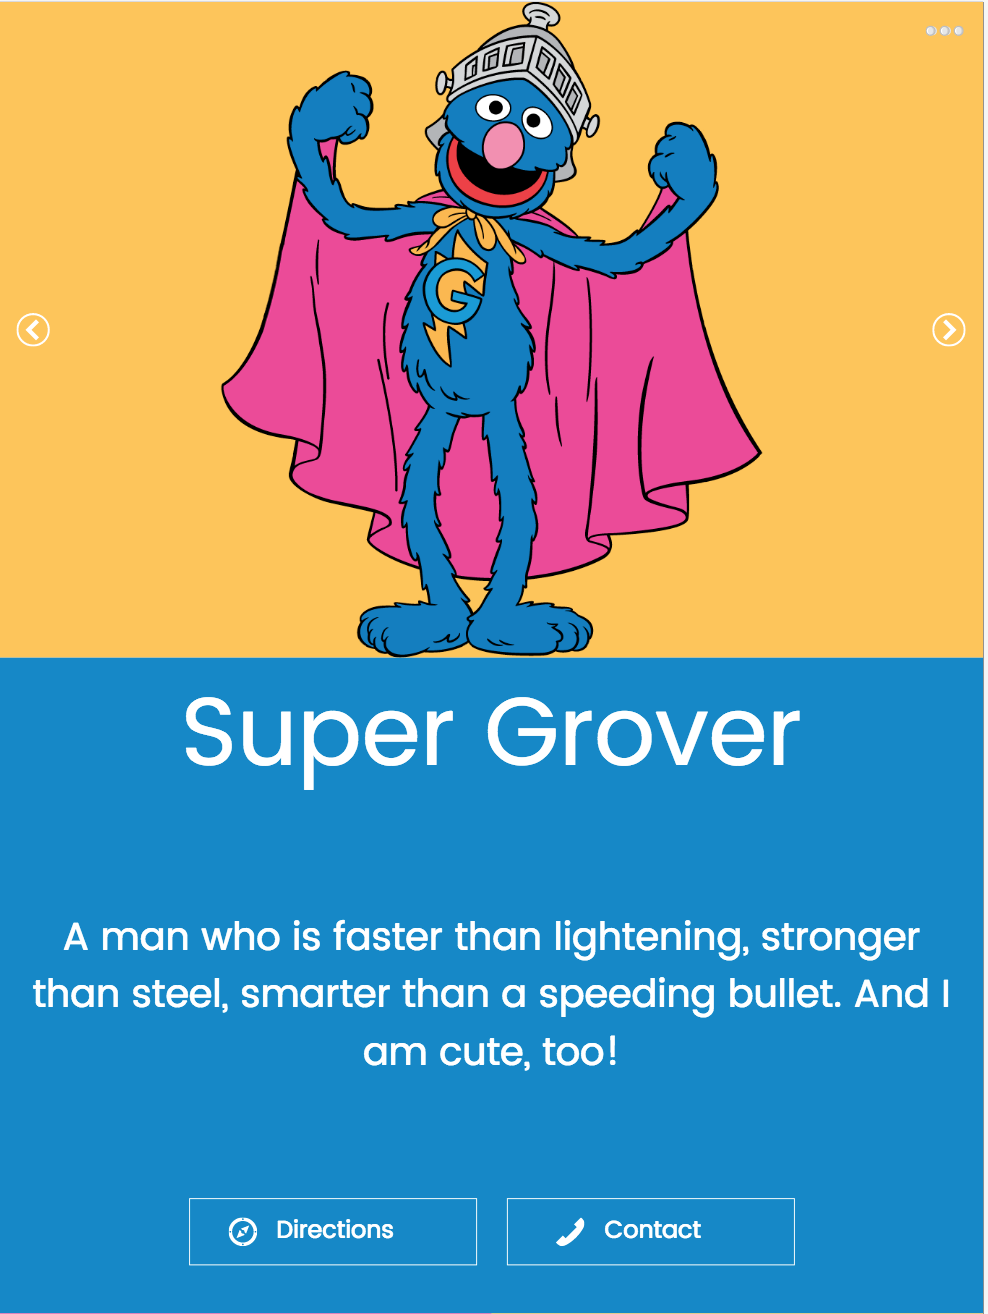 G
Super Grover
A man who is faster than lightening, stronger
than steel, smarter than a speeding bullet. And I
am cute, too!
Directions
Contact